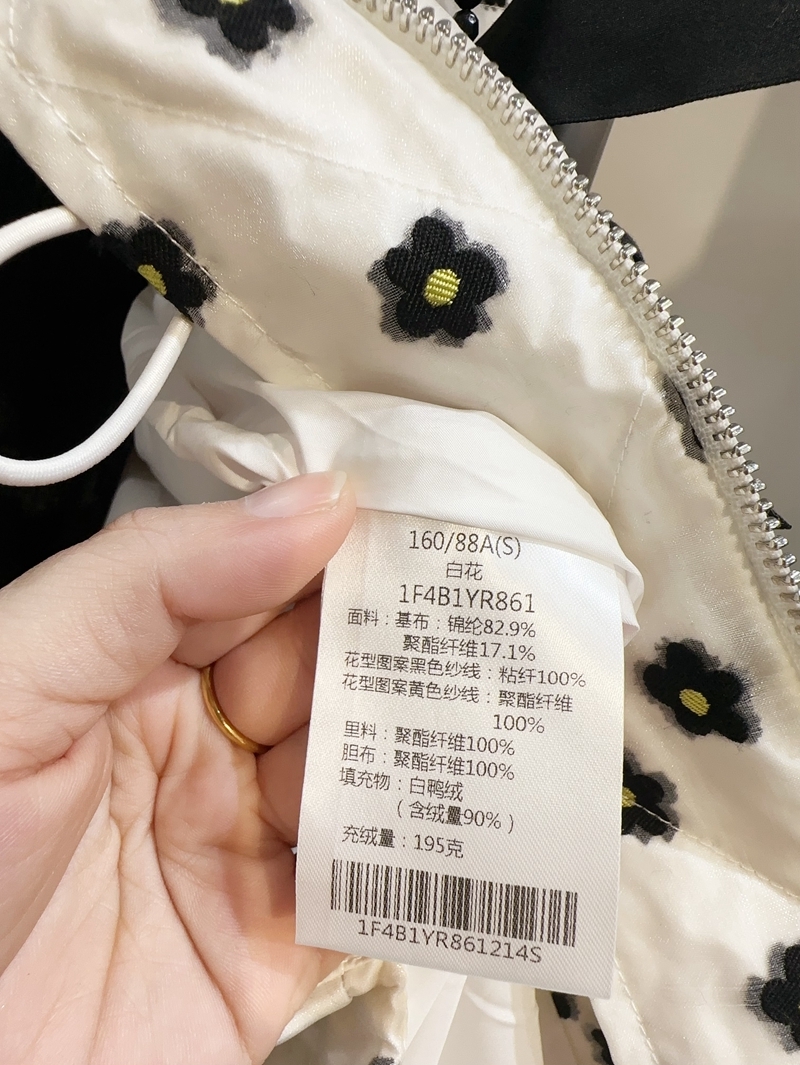 160/88A(S)
白花
1F4B1YR861
面料：基布：锦纶82.9%
聚酯纤维17.1%
花型图案黑色纱线：粘纤100%
花型图案黄色纱线：聚酯纤维
100%
里料：聚酯纤维100%
胆布：聚酯纤维100%
填充物：白鸭绒
（含绒量90%）
充绒量：195克
1F4B1YR861214S